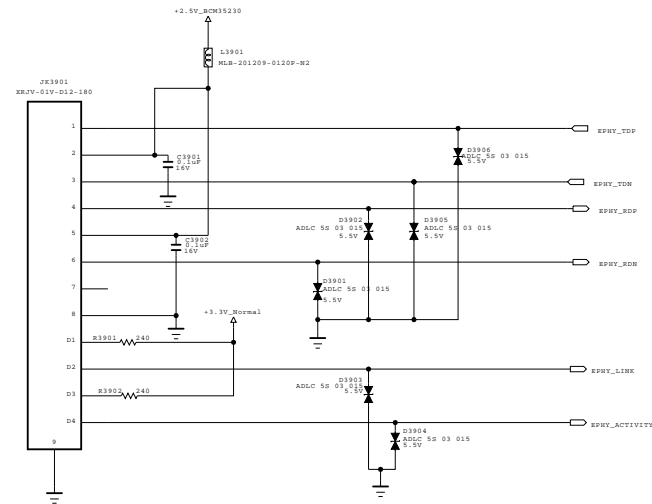 +2.5V_BCM35230
L3901
MLB-201209-0120P-N2
JK3901
XRJV-01V-D12-180
1
EPHY_TDP
D3906
ADLC 5S 03 015
5.5V
2
C3901
0.1uF
16V
3
EPHY_TDN
4
EPHY_RDP
D3902
ADLC 5S 03 015
5.5V
D3905
ADLC 5S 03 015
5.5V
5
C3902
0.1uF
16V
6
EPHY_RDN
D3901
ADLC 5S 03 015
5.5V
7
8
+3.3V_Normal
D1
R3901
240
D2
EPHY_LINK
D3903
ADLC 5S 03 015
5.5V
D3
R3902
240
D4
EPHY_ACTIVITY
D3904
ADLC 5S 03 015
5.5V
9